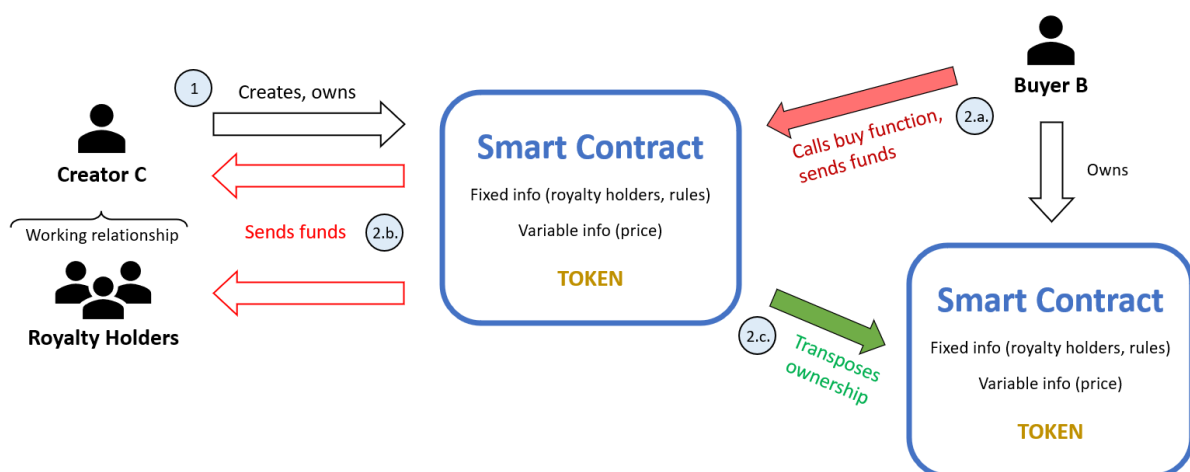 1
Creates, owns
Creator C
Working relationship
Royalty Holders
Sends funds
2.b.
Smart Contract
Fixed info (royalty holders, rules)
Variable info (price)
TOKEN
Buyer B
2.a.
Calls buy function,
sends funds
Owns
2.c.
Transposes
ownership
Smart Contract
Fixed info (royalty holders, rules)
Variable info (price)
TOKEN